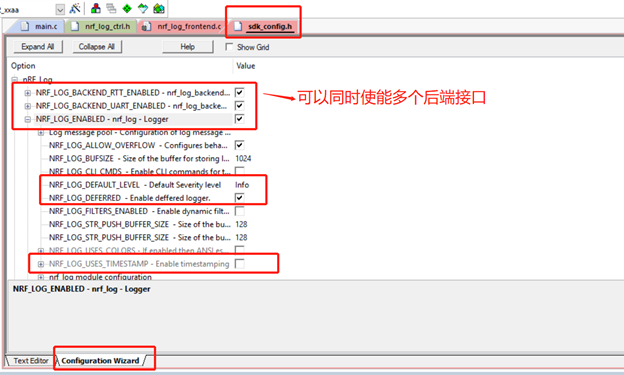 _xxaa
main.c nrf_log_ctrl.h nrf_log_frontend.c sdk_config.h
Expand All Collapse All Help Show Grid
Option Value
nRF_Log
NRF_LOG_BACKEND_RTT_ENABLED - nrf_log_backend...
NRF_LOG_BACKEND_UART_ENABLED - nrf_log_backe...
可以同时使能多个后端接口
NRF_LOG_ENABLED - nrf_log - Logger
Log message pool - Configuration of log message ...
NRF_LOG_ALLOW_OVERFLOW - Configures beha...
NRF_LOG_BUFSIZE - Size of the buffer for storing l... 1024
NRF_LOG_CLI_CMDS - Enable CLI commands for t...
NRF_LOG_DEFAULT_LEVEL - Default Severity level Info
NRF_LOG_DEFERRED - Enable deffered logger.
NRF_LOG_FILTERS_ENABLED - Enable dynamic filt...
NRF_LOG_STR_PUSH_BUFFER_SIZE - Size of the bu... 128
NRF_LOG_STR_PUSH_BUFFER_SIZE - Size of the bu... 128
NRF_LOG_USES_COLORS - If enabled then ANSI es...
NRF_LOG_USES_TIMESTAMP - Enable timestamping
nrf_log module configuration
NRF_LOG_ENABLED - nrf_log - Logger
Text Editor Configuration Wizard